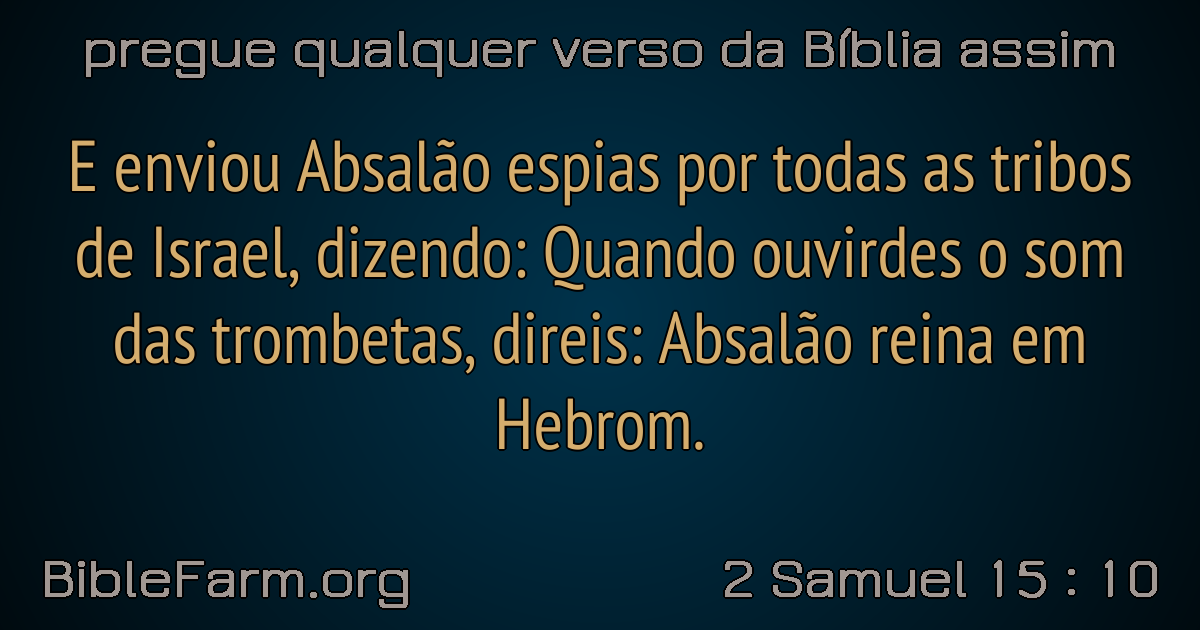 pregue qualquer verso da Bíblia assim
E enviou Absalão espias por todas as tribos
de Israel, dizendo: Quando ouvirdes o som
das trombetas, direis: Absalão reina em
Hebrom.
BibleFarm.org
2 Samuel 15 : 10